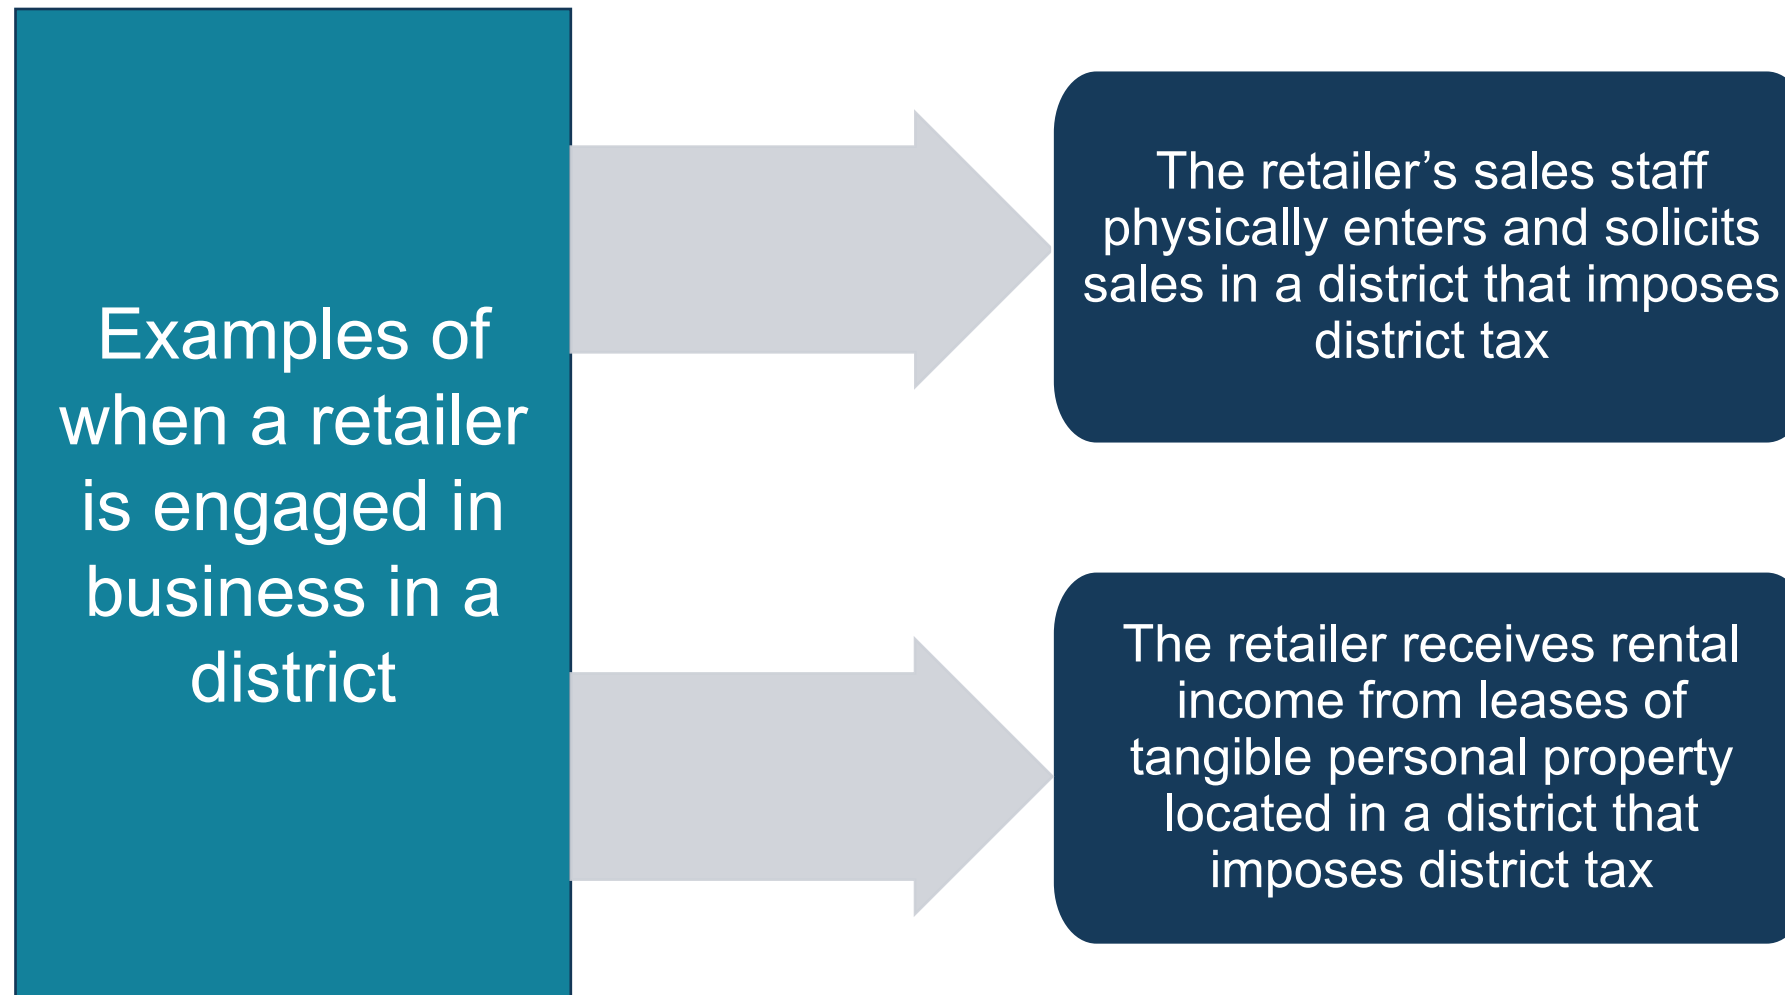 Examples of
when a retailer
is engaged in
business in a
district
The retailer’s sales staff
physically enters and solicits
sales in a district that imposes
district tax
The retailer receives rental
income from leases of
tangible personal property
located in a district that
imposes district tax